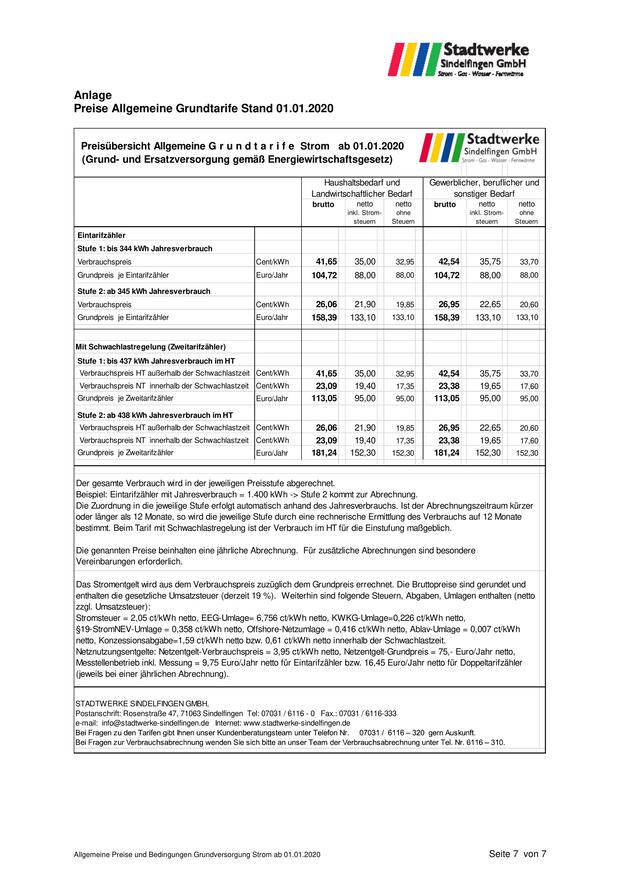 Stadtwerke
Sindelfingen GmbH
Strom - Gas - Wasser - Fernwärme
Anlage
Preise Allgemeine Grundtarife Stand 01.01.2020
Preisübersicht Allgemeine G r u n d t a r i f e Strom ab 01.01.2020
(Grund- und Ersatzversorgung gemäß Energiewirtschaftsgesetz)
Stadtwerke
Sindelfingen GmbH
Strom - Gas - Wasser - Fernwärme
Haushaltsbedarf und Gewerblicher, beruflicher und
Landwirtschaftlicher Bedarf sonstiger Bedarf
brutto netto netto brutto netto netto
inkl. Strom- ohne inkl. Strom- ohne
steuern Steuern steuern Steuern
Eintarifzähler
Stufe 1: bis 344 kWh Jahresverbrauch
Verbrauchspreis Cent/kWh 41,65 35,00 32,95 42,54 35,75 33,70
Grundpreis je Eintarifzähler Euro/Jahr 104,72 88,00 88,00 104,72 88,00 88,00
Stufe 2: ab 345 kWh Jahresverbrauch
Verbrauchspreis Cent/kWh 26,06 21,90 19,85 26,95 22,65 20,60
Grundpreis je Eintarifzähler Euro/Jahr 158,39 133,10 133,10 158,39 133,10 133,10
Mit Schwachlastregelung (Zweitarifzähler)
Stufe 1: bis 437 kWh Jahresverbrauch im HT
Verbrauchspreis HT außerhalb der Schwachlastzeit Cent/kWh 41,65 35,00 32,95 42,54 35,75 33,70
Verbrauchspreis NT innerhalb der Schwachlastzeit Cent/kWh 23,09 19,40 17,35 23,38 19,65 17,60
Grundpreis je Zweitarifzähler Euro/Jahr 113,05 95,00 95,00 113,05 95,00 95,00
Stufe 2: ab 438 kWh Jahresverbrauch im HT
Verbrauchspreis HT außerhalb der Schwachlastzeit Cent/kWh 26,06 21,90 19,85 26,95 22,65 20,60
Verbrauchspreis NT innerhalb der Schwachlastzeit Cent/kWh 23,09 19,40 17,35 23,38 19,65 17,60
Grundpreis je Zweitarifzähler Euro/Jahr 181,24 152,30 152,30 181,24 152,30 152,30
Der gesamte Verbrauch wird in der jeweiligen Preisstufe abgerechnet.
Beispiel: Eintarifzähler mit Jahresverbrauch = 1.400 kWh -> Stufe 2 kommt zur Abrechnung.
Die Zuordnung in die jeweilige Stufe erfolgt automatisch anhand des Jahresverbrauchs. Ist der Abrechnungszeitraum kürzer
oder länger als 12 Monate, so wird die jeweilige Stufe durch eine rechnerische Ermittlung des Verbrauchs auf 12 Monate
bestimmt. Beim Tarif mit Schwachlastregelung ist der Verbrauch im HT für die Einstufung maßgeblich.
Die genannten Preise beinhalten eine jährliche Abrechnung. Für zusätzliche Abrechnungen sind besondere
Vereinbarungen erforderlich.
Das Stromentgelt wird aus dem Verbrauchspreis zuzüglich dem Grundpreis errechnet. Die Bruttopreise sind gerundet und
enthalten die gesetzliche Umsatzsteuer (derzeit 19 %). Weiterhin sind folgende Steuern, Abgaben, Umlagen enthalten (netto
zzgl. Umsatzsteuer):
Stromsteuer = 2,05 ct/kWh netto, EEG-Umlage= 6,756 ct/kWh netto, KWKG-Umlage=0,226 ct/kWh netto,
§19-StromNEV-Umlage = 0,358 ct/kWh netto, Offshore-Netzumlage = 0,416 ct/kWh netto, Ablav-Umlage = 0,007 ct/kWh
netto, Konzessionsabgabe=1,59 ct/kWh netto bzw. 0,61 ct/kWh netto innerhalb der Schwachlastzeit.
Netznutzungsentgelte: Netzentgelt-Verbrauchspreis = 3,95 ct/kWh netto, Netzentgelt-Grundpreis = 75,- Euro/Jahr netto,
Messtellenbetrieb inkl. Messung = 9,75 Euro/Jahr netto für Eintarifzähler bzw. 16,45 Euro/Jahr netto für Doppeltarifzähler
(jeweils bei einer jährlichen Abrechnung).
STADTWERKE SINDELFINGEN GMBH,
Postanschrift: Rosenstraße 47, 71063 Sindelfingen Tel: 07031 / 6116 - 0 Fax.: 07031 / 6116-333
e-mail: info@stadtwerke-sindelfingen.de Internet: www.stadtwerke-sindelfingen.de
Bei Fragen zu den Tarifen gibt Ihnen unser Kundenberatungsteam unter Telefon Nr. 07031 / 6116 – 320 gern Auskunft.
Bei Fragen zur Verbrauchsabrechnung wenden Sie sich bitte an unser Team der Verbrauchsabrechnung unter Tel. Nr. 6116 – 310.
Allgemeine Preise und Bedingungen Grundversorgung Strom ab 01.01.2020 Seite 7 von 7